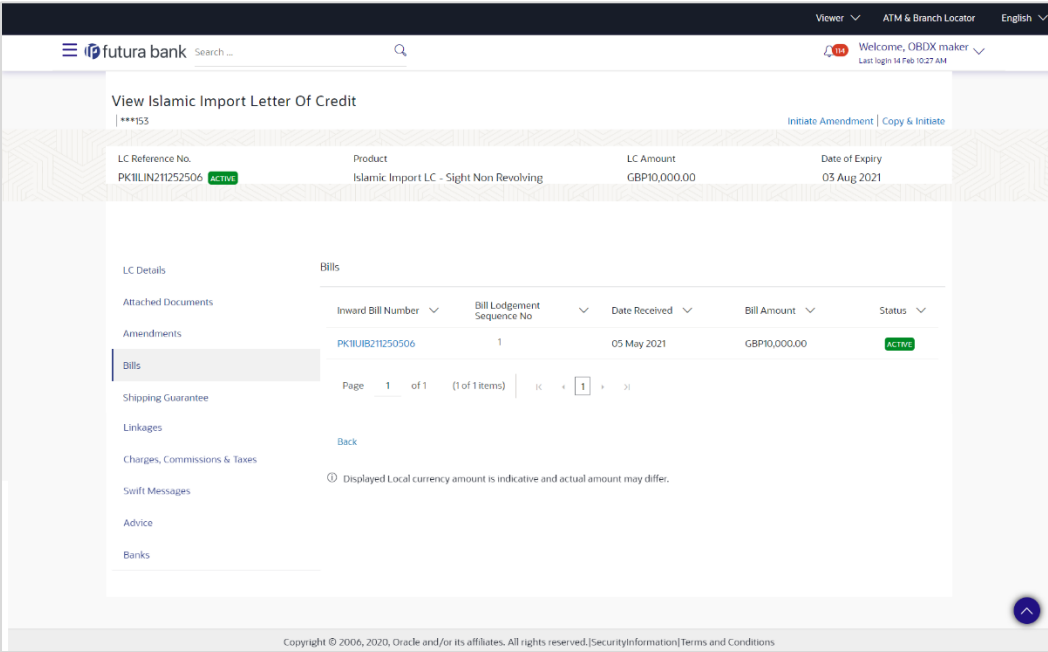 Viewer ATM & Branch Locator English
futura bank Search ... 114 Welcome, OBDX maker
Last login 14 Feb 10:27 AM
View Islamic Import Letter Of Credit
| ***153 Initiate Amendment | Copy & Initiate
LC Reference No. Product LC Amount Date of Expiry
PK1ILIN211252506 ACTIVE Islamic Import LC - Sight Non Revolving GBP10,000.00 03 Aug 2021
LC Details
Attached Documents
Amendments
Bills
Shipping Guarantee
Linkages
Charges, Commissions & Taxes
Swift Messages
Advice
Banks
Bills
Inward Bill Number Bill Lodgement Sequence No Date Received Bill Amount Status
PK1IUIB211250506 1 05 May 2021 GBP10,000.00 ACTIVE
Page 1 of 1 (1 of 1 items) 1
Back
Displayed Local currency amount is indicative and actual amount may differ.
Copyright © 2006, 2020, Oracle and/or its affiliates. All rights reserved.|SecurityInformation|Terms and Conditions